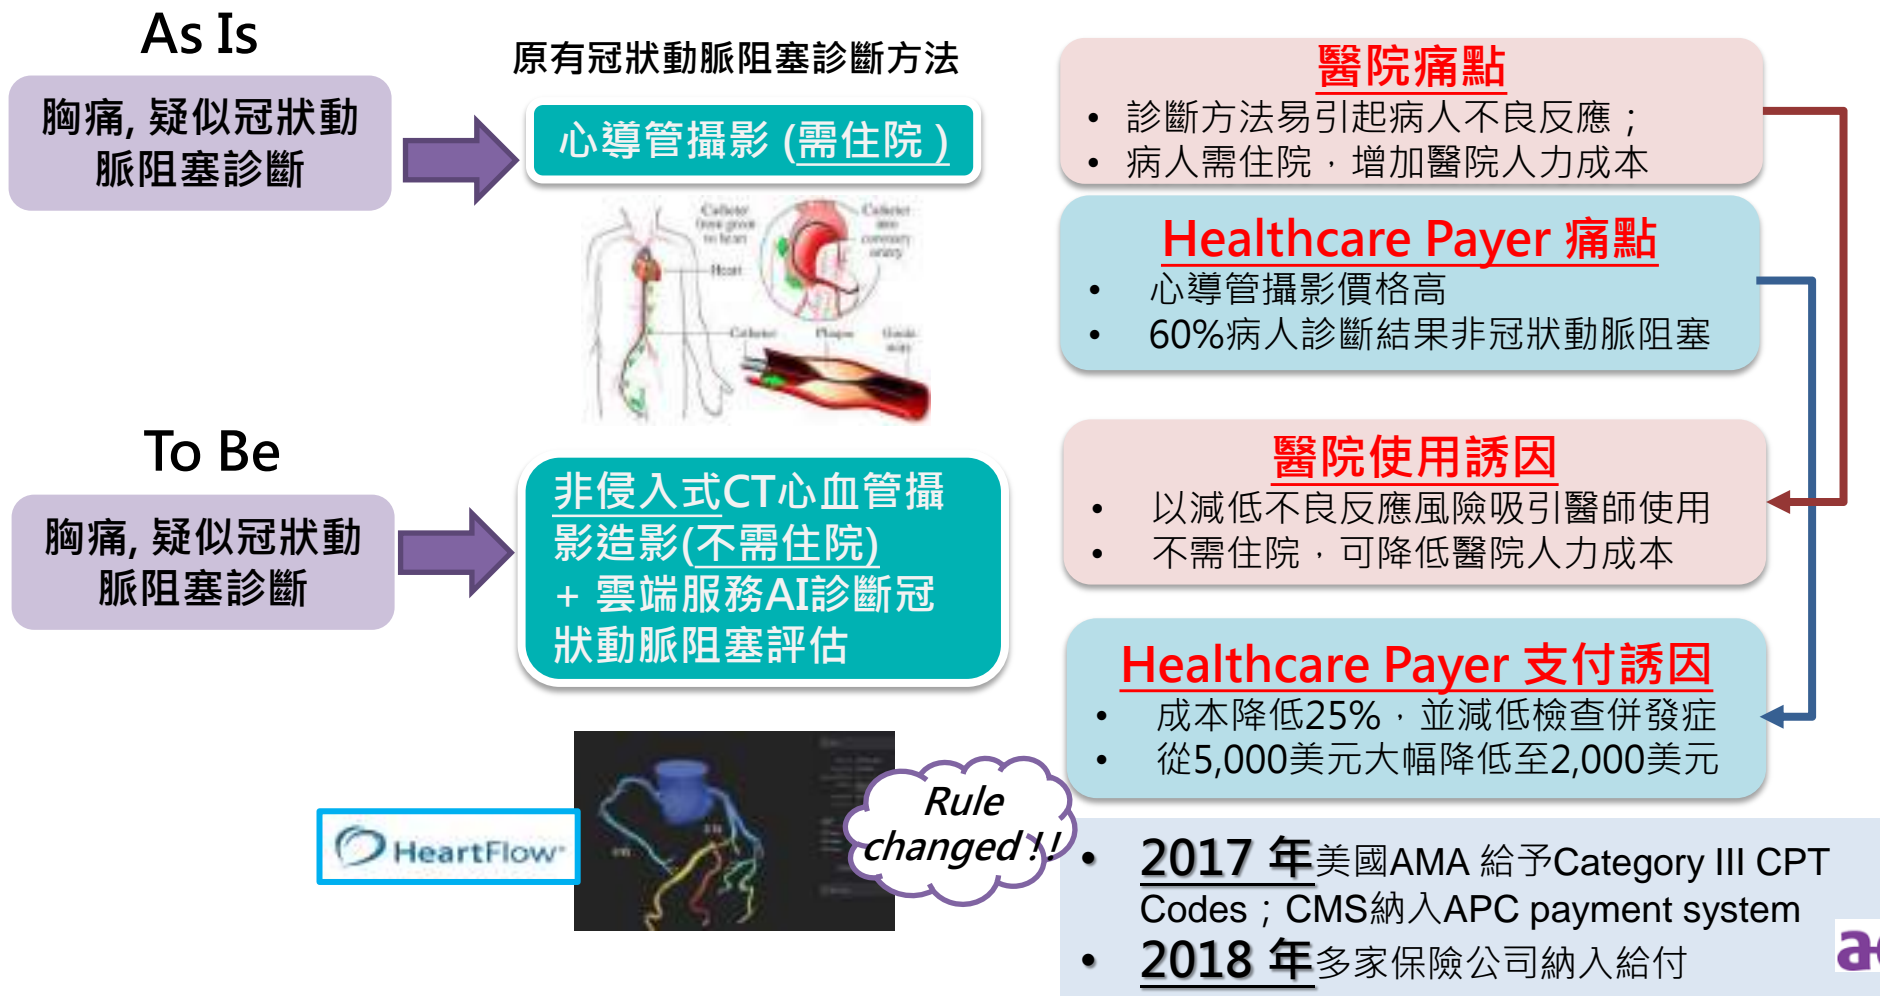 As Is
胸痛, 疑似冠狀動
脈阻塞診斷
原有冠狀動脈阻塞診斷方法
心導管攝影 (需住院 )
Catheter
from groin
to heart
Heart
Catheter
Catheter
into
coronary
artery
Plaque
醫院痛點
• 診斷方法易引起病人不良反應；
• 病人需住院，增加醫院人力成本
Healthcare Payer 痛點
• 心導管攝影價格高
• 60%病人診斷結果非冠狀動脈阻塞
To Be
胸痛, 疑似冠狀動
脈阻塞診斷
非侵入式CT心血管攝
影造影(不需住院)
+ 雲端服務AI診斷冠
狀動脈阻塞評估
醫院使用誘因
• 以減低不良反應風險吸引醫師使用
• 不需住院，可降低醫院人力成本
Healthcare Payer 支付誘因
• 成本降低25%，並減低檢查併發症
• 從5,000美元大幅降低至2,000美元
HeartFlow
Rule
changed !!
• 2017 年美國AMA 給予Category III CPT
Codes；CMS納入APC payment system
• 2018 年多家保險公司納入給付